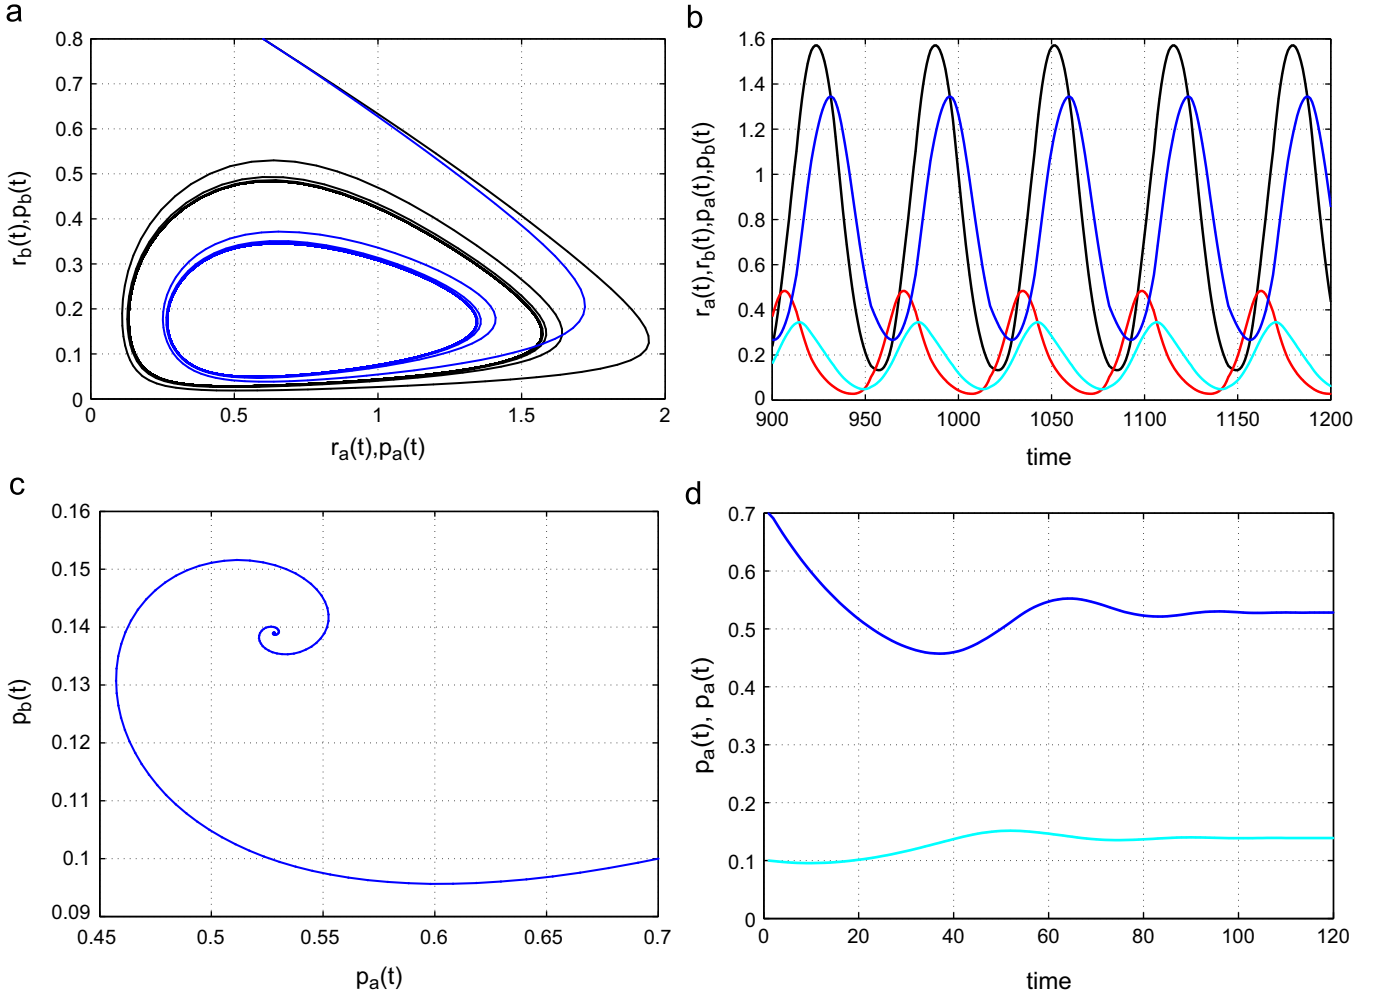 a
0.8
0.7
0.6
0.5
0.4
0.3
0.2
0.1
0
r_b(t),p_b(t)
0 0.5 1 1.5 2
r_a(t),p_a(t)
b
1.6
1.4
1.2
1
0.8
0.6
0.4
0.2
0
r_a(t),r_b(t),p_a(t),p_b(t)
900 950 1000 1050 1100 1150 1200
time
c
0.16
0.15
0.14
0.13
0.12
0.11
0.1
0.09
p_b(t)
0.45 0.5 0.55 0.6 0.65 0.7
p_a(t)
d
0.7
0.6
0.5
0.4
0.3
0.2
0.1
0
p_a(t), p_a(t)
0 20 40 60 80 100 120
time